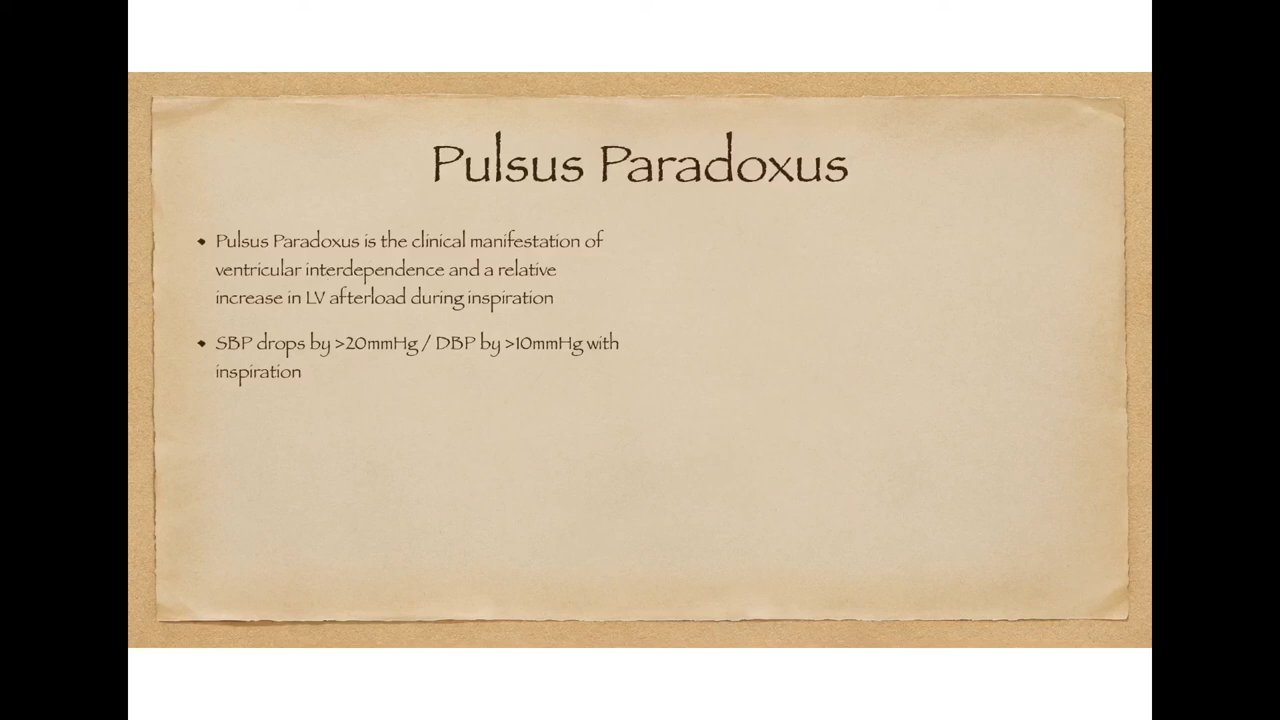 Pulsus Paradoxus
• Pulsus Paradoxus is the clinical manifestation of
ventricular interdependence and a relative
increase in LV afterload during inspiration
• SBP drops by >20mmHg / DBP by >10mmHg with
inspiration